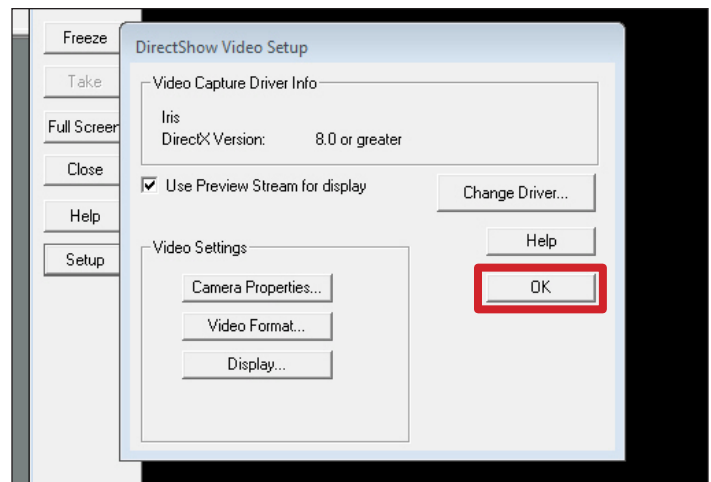 Freeze
Take
Full Screen
Close
Help
Setup
DirectShow Video Setup
Video Capture Driver Info
Iris
DirectX Version: 8.0 or greater
Use Preview Stream for display
Change Driver...
Help
OK
Video Settings
Camera Properties...
Video Format...
Display...